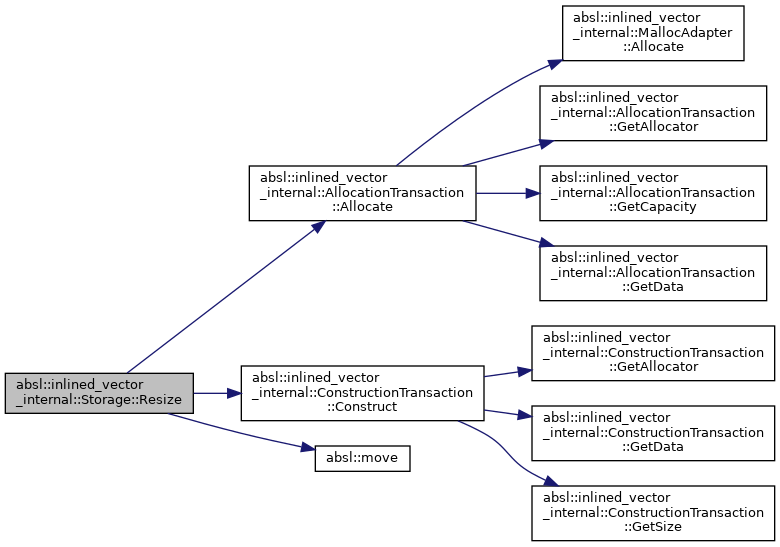 absl::inlined_vector
_internal::MallocAdapter
::Allocate
absl::inlined_vector
_internal::AllocationTransaction
::GetAllocator
absl::inlined_vector
_internal::AllocationTransaction
::Allocate
absl::inlined_vector
_internal::AllocationTransaction
::GetCapacity
absl::inlined_vector
_internal::AllocationTransaction
::GetData
absl::inlined_vector
_internal::Storage::Resize
absl::inlined_vector
_internal::ConstructionTransaction
::Construct
absl::move
absl::inlined_vector
_internal::ConstructionTransaction
::GetAllocator
absl::inlined_vector
_internal::ConstructionTransaction
::GetData
absl::inlined_vector
_internal::ConstructionTransaction
::GetSize